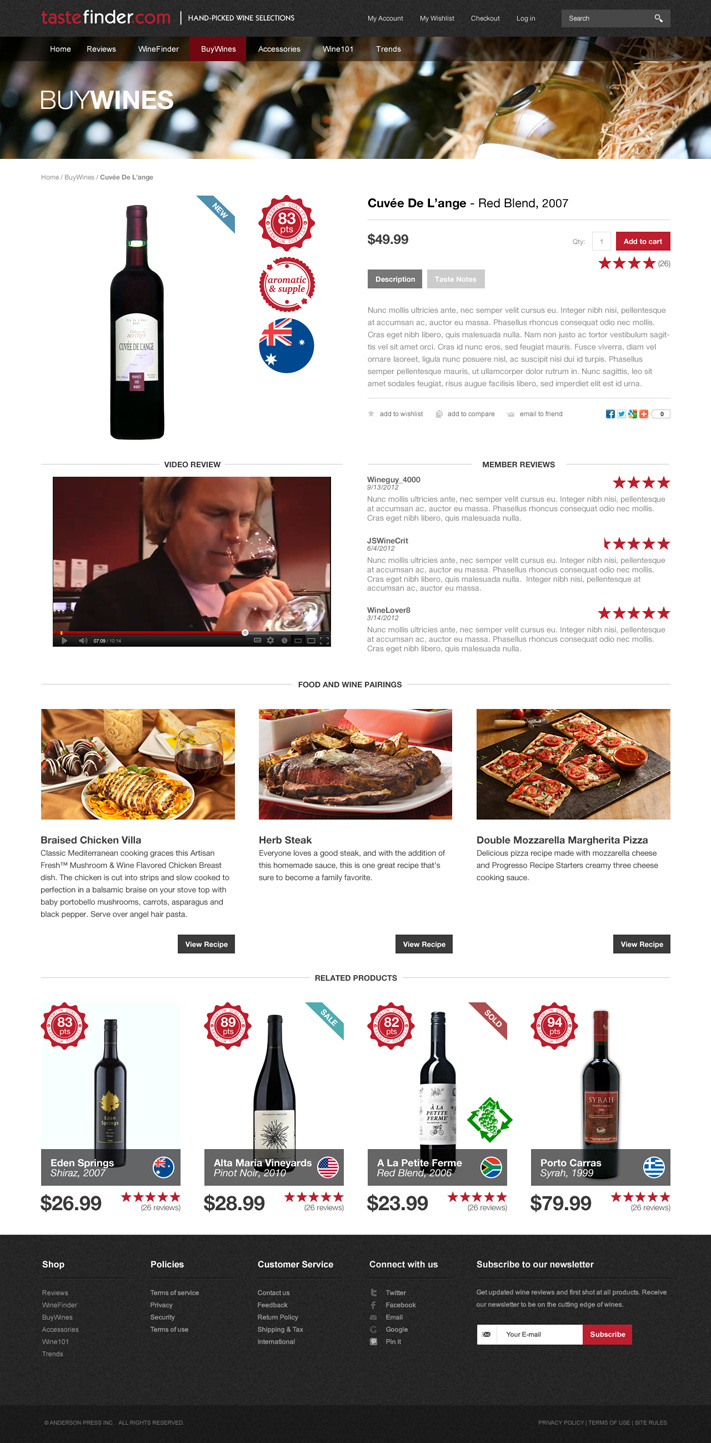 tastefinder.com | HAND-PICKED WINE SELECTIONS
My Account My Wishlist Checkout Log in Search
Home Reviews WineFinder BuyWines Accessories Wine101 Trends
BUYWINES
Home / BuyWines / Cuvée De L'ange
NEW
83
pts
aromatic
& supple
CUVÉE DE L'ANGE
Cuvée De L'ange - Red Blend, 2007
$49.99
Qty: 1 Add to cart
(26)
Description Taste Notes
Nunc mollis ultricies ante, nec semper velit cursus eu. Integer nibh nisi, pellentesque
at accumsan ac, auctor eu massa. Phasellus rhoncus consequat odio nec mollis.
Cras eget nibh libero, quis malesuada nulla. Nam non justo ac tortor vestibulum sagit-
tis vel sit amet orci. Cras id nunc eros, sed feugiat mauris. Fusce viverra, diam vel
ornare laoreet, ligula nunc posuere nisl, ac suscipit nisi dui id turpis. Phasellus
semper pellentesque mauris, ut ullamcorper dolor rutrum in. Nunc sagittis, leo sit
amet sodales feugiat, risus augue facilisis libero, sed imperdiet elit est id urna.
add to wishlist add to compare email to friend 0
VIDEO REVIEW
07:09 / 10:14
MEMBER REVIEWS
Wineguy_4000
9/13/2012
Nunc mollis ultricies ante, nec semper velit cursus eu. Integer nibh nisi, pellentesque
at accumsan ac, auctor eu massa. Phasellus rhoncus consequat odio nec mollis.
Cras eget nibh libero, quis malesuada nulla.
JSWineCrit
6/4/2012
Nunc mollis ultricies ante, nec semper velit cursus eu. Integer nibh nisi, pellentesque
at accumsan ac, auctor eu massa. Phasellus rhoncus consequat odio nec mollis.
Cras eget nibh libero, quis malesuada nulla. Integer nibh nisi, pellentesque at
accumsan ac, auctor eu massa.
WineLover8
3/14/2012
Nunc mollis ultricies ante, nec semper velit cursus eu. Integer nibh nisi, pellentesque
at accumsan ac, auctor eu massa. Phasellus rhoncus consequat odio nec mollis.
Cras eget nibh libero, quis malesuada nulla.
FOOD AND WINE PAIRINGS
Braised Chicken Villa
Classic Mediterranean cooking graces this Artisan
Fresh™ Mushroom & Wine Flavored Chicken Breast
dish. The chicken is cut into strips and slow cooked to
perfection in a balsamic braise on your stove top with
baby portobello mushrooms, carrots, asparagus and
black pepper. Serve over angel hair pasta.
View Recipe
Herb Steak
Everyone loves a good steak, and with the addition of
this homemade sauce, this is one great recipe that's
sure to become a family favorite.
View Recipe
Double Mozzarella Margherita Pizza
Delicious pizza recipe made with mozzarella cheese
and Progresso Recipe Starters creamy three cheese
cooking sauce.
View Recipe
RELATED PRODUCTS
83
pts
Eden
Springs
Eden Springs
Shiraz, 2007
$26.99
(26 reviews)
89
pts
SALE
Alta Maria Vineyards
Pinot Noir, 2010
$28.99
(26 reviews)
82
pts
SOLD
À LA
PETITE
FERME
A La Petite Ferme
Red Blend, 2006
$23.99
(26 reviews)
94
pts
SYRAH
Porto Carras
Syrah, 1999
$79.99
(26 reviews)
Shop
Reviews
WineFinder
BuyWines
Accessories
Wine101
Trends
Policies
Terms of service
Privacy
Security
Terms of use
Customer Service
Contact us
Feedback
Return Policy
Shipping & Tax
International
Connect with us
Twitter
Facebook
Email
Google
Pin it
Subscribe to our newsletter
Get updated wine reviews and first shot at all products. Receive
our newsletter to be on the cutting edge of wines.
Your E-mail Subscribe
© ANDERSON PRESS INC. ALL RIGHTS RESERVED.
PRIVACY POLICY | TERMS OF USE | SITE RULES